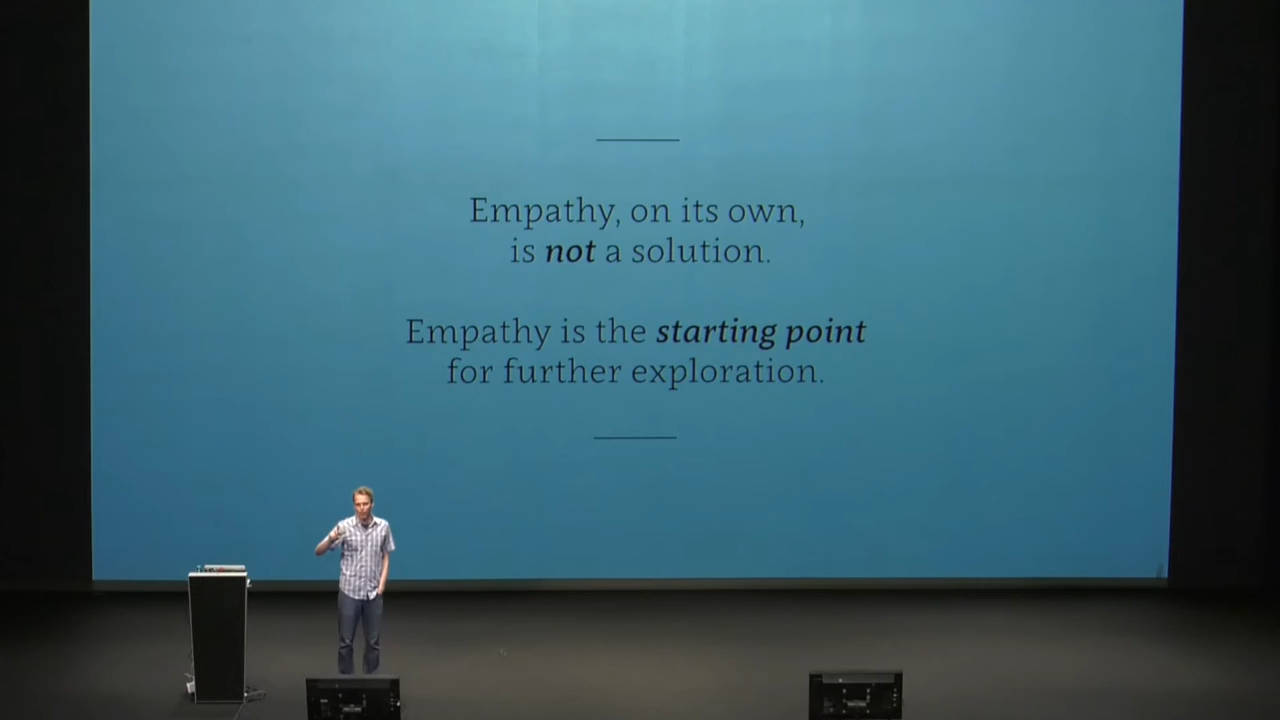 Empathy, on its own,
is not a solution.
Empathy is the starting point
for further exploration.